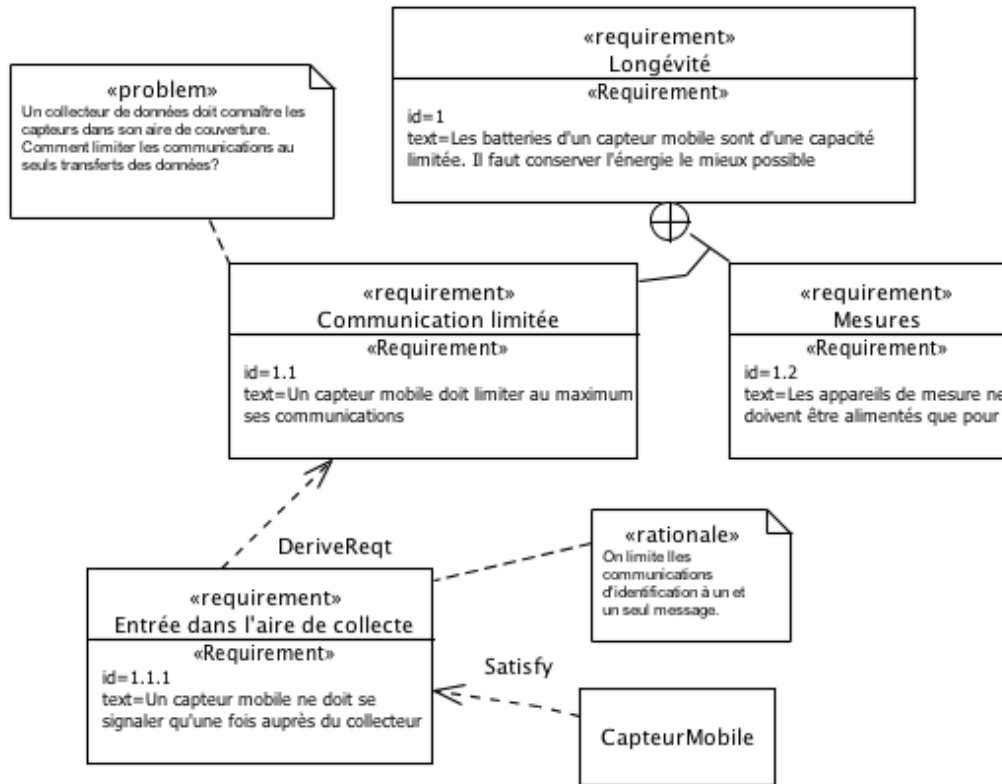 «requirement»
Longévité
«Requirement»
id=1
text=Les batteries d'un capteur mobile sont d'une capacité
limitée. Il faut conserver l'énergie le mieux possible
«problem»
Un collecteur de données doit connaître les
capteurs dans son aire de couverture.
Comment limiter les communications au
seuls transferts des données?
«requirement»
Communication limitée
«Requirement»
id=1.1
text=Un capteur mobile doit limiter au maximum
ses communications
«requirement»
Mesures
«Requirement»
id=1.2
text=Les appareils de mesure ne
doivent être alimentés que pour
DeriveReqt
«rationale»
On limite lles
communications
d'identification à un et
un seul message.
«requirement»
Entrée dans l'aire de collecte
«Requirement»
id=1.1.1
text=Un capteur mobile ne doit se
signaler qu'une fois auprès du collecteur
Satisfy
CapteurMobile